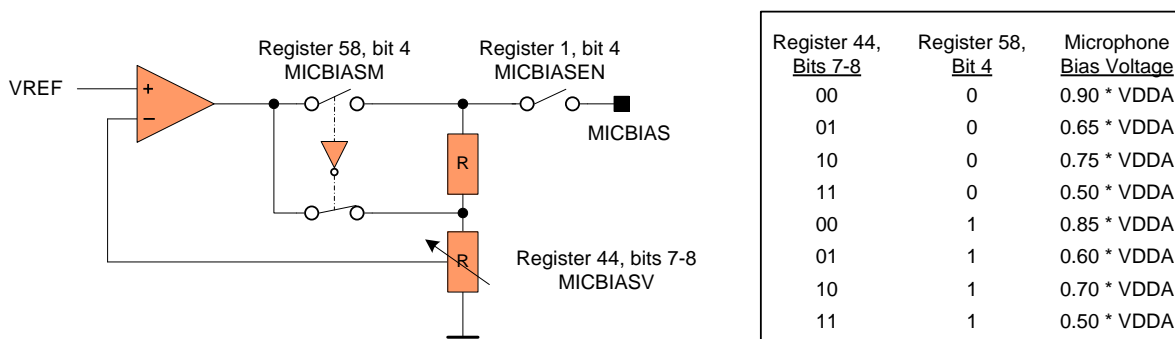 Register 58, bit 4
MICBIASM
Register 1, bit 4
MICBIASEN
VREF
+
−
MICBIAS
R
R
Register 44, bits 7-8
MICBIASV
Register 44, Register 58, Microphone
Bits 7-8 Bit 4 Bias Voltage
00 0 0.90 * VDDA
01 0 0.65 * VDDA
10 0 0.75 * VDDA
11 0 0.50 * VDDA
00 1 0.85 * VDDA
01 1 0.60 * VDDA
10 1 0.70 * VDDA
11 1 0.50 * VDDA